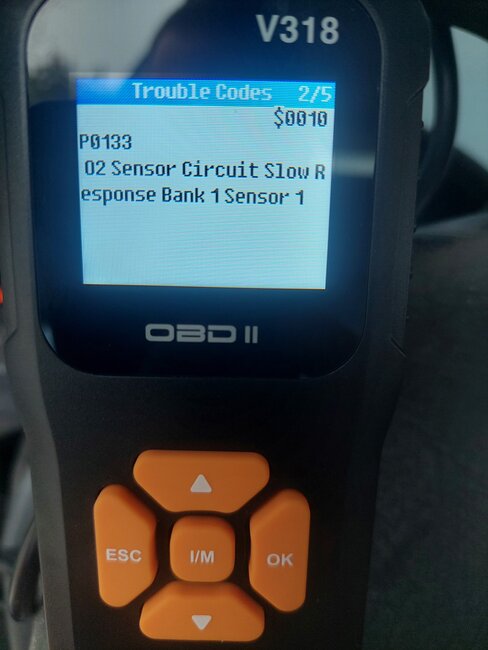 V318
Trouble Codes 2/5
$0010
P0133
O2 Sensor Circuit Slow R
esponse Bank 1 Sensor 1
OBD II
ESC
I/M
OK